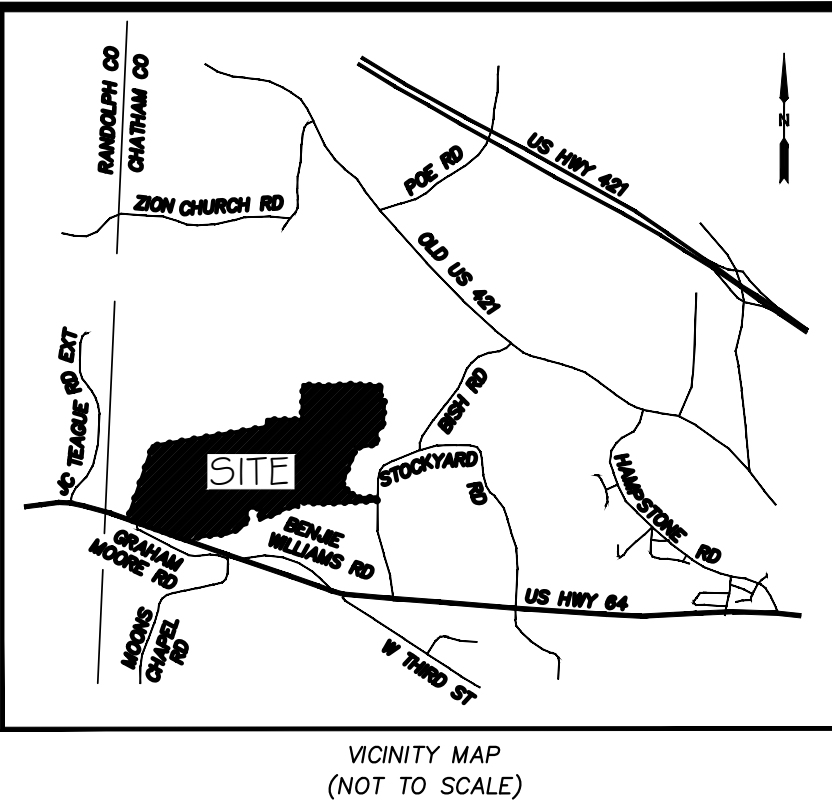 RANDOLPH CO
CHATHAM CO
N
US HWY 421
POE RD
ZION CHURCH RD
OLD US 421
JC TEAGUE RD EXT
BISH RD
SITE
STOCKYARD
RD
HAMPSTONE RD
BENJIE
WILLIAMS RD
GRAHAM
MOORE RD
US HWY 64
MOONS
CHAPEL
RD
W THIRD ST
VICINITY MAP
(NOT TO SCALE)